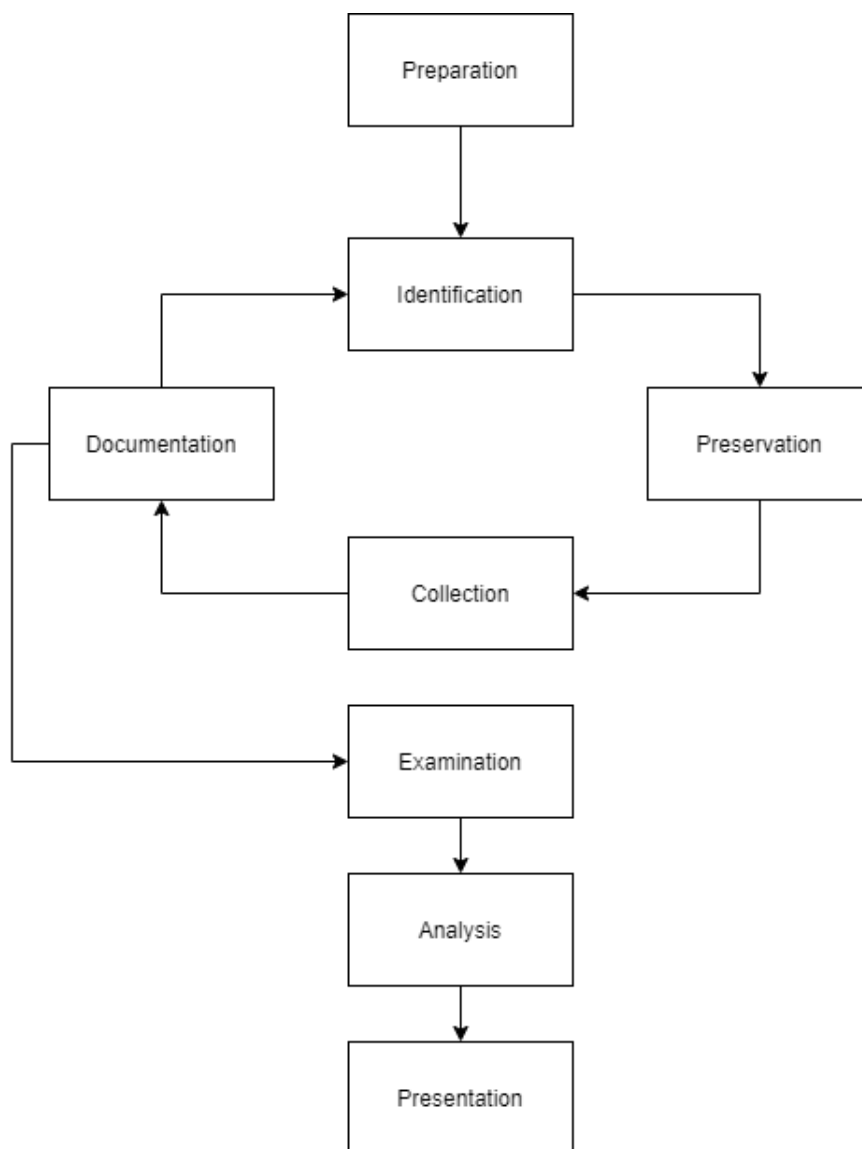 Preparation
Identification
Documentation
Preservation
Collection
Examination
Analysis
Presentation